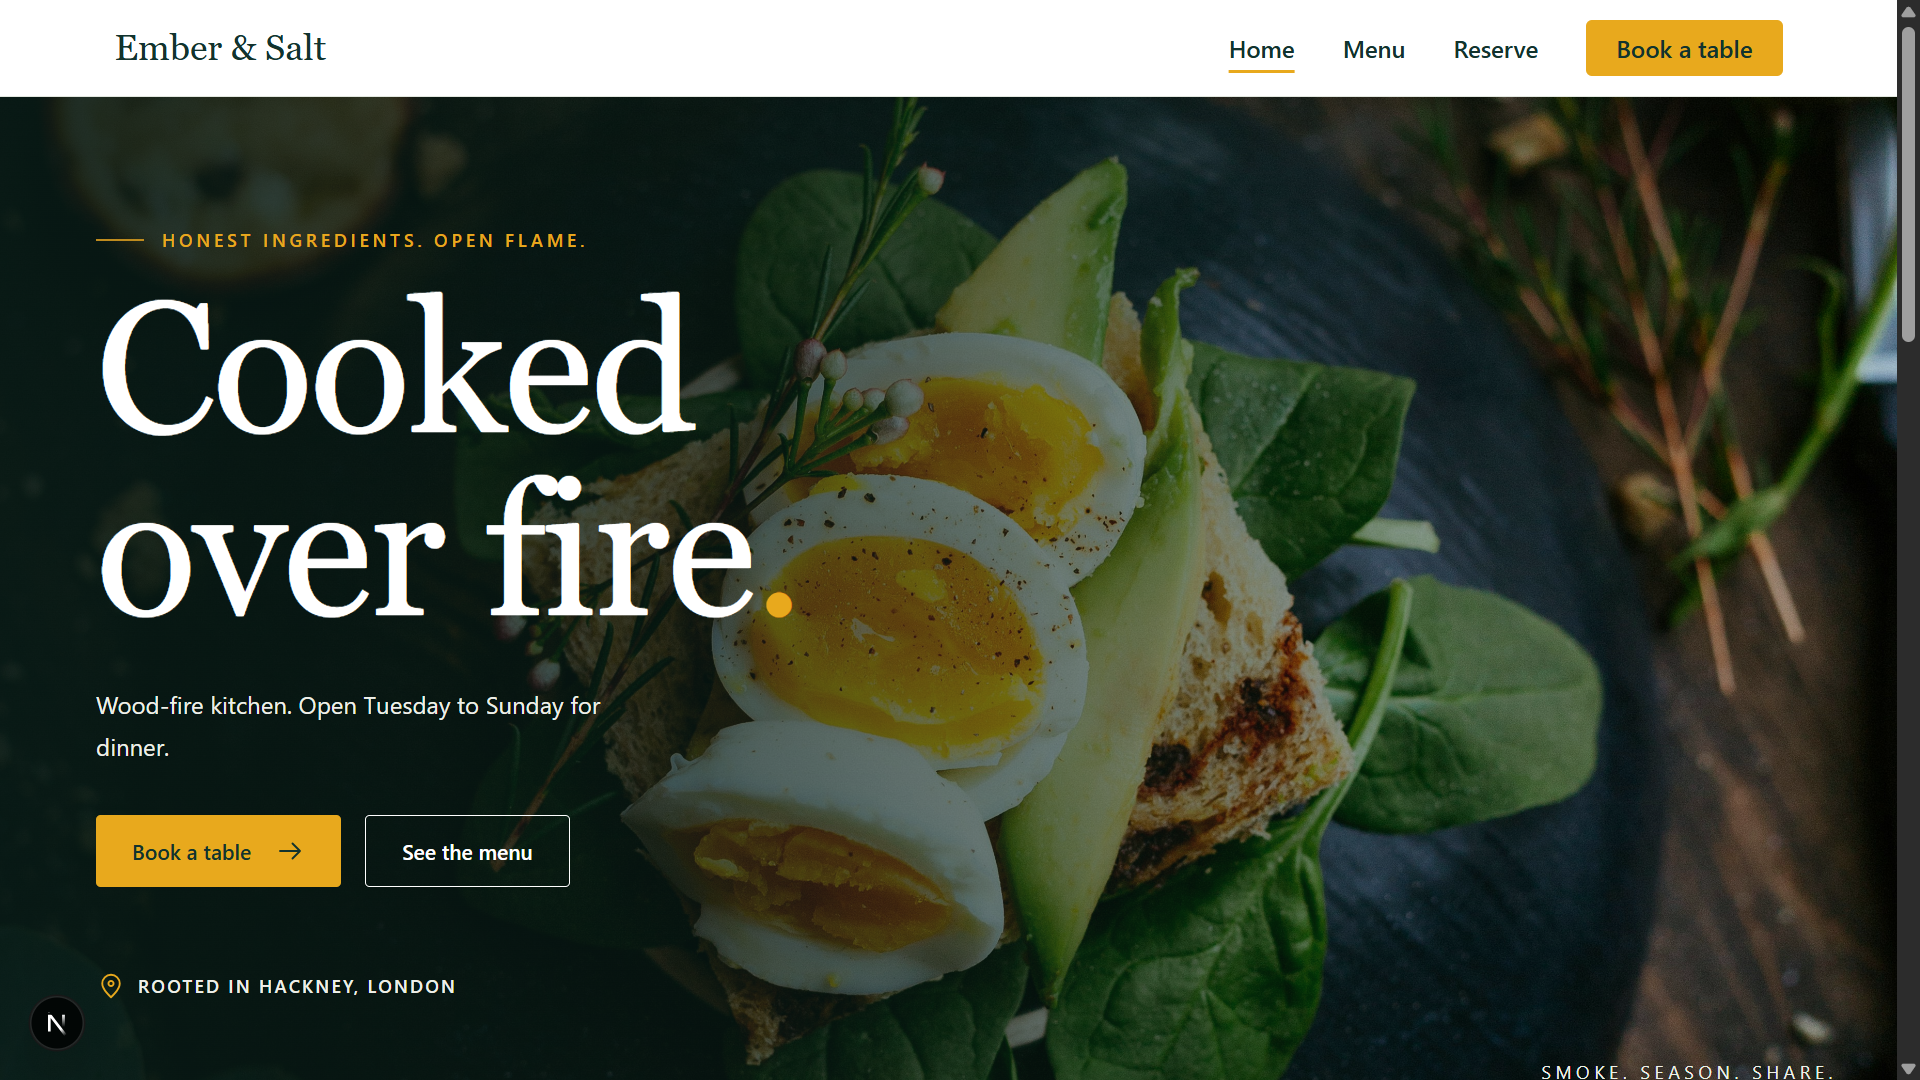 Ember & Salt
Home
Menu
Reserve
Book a table
HONEST INGREDIENTS. OPEN FLAME.
Cooked
over fire.
Wood-fire kitchen. Open Tuesday to Sunday for
dinner.
Book a table →
See the menu
ROOTED IN HACKNEY, LONDON
N
SMOKE. SEASON. SHARE.